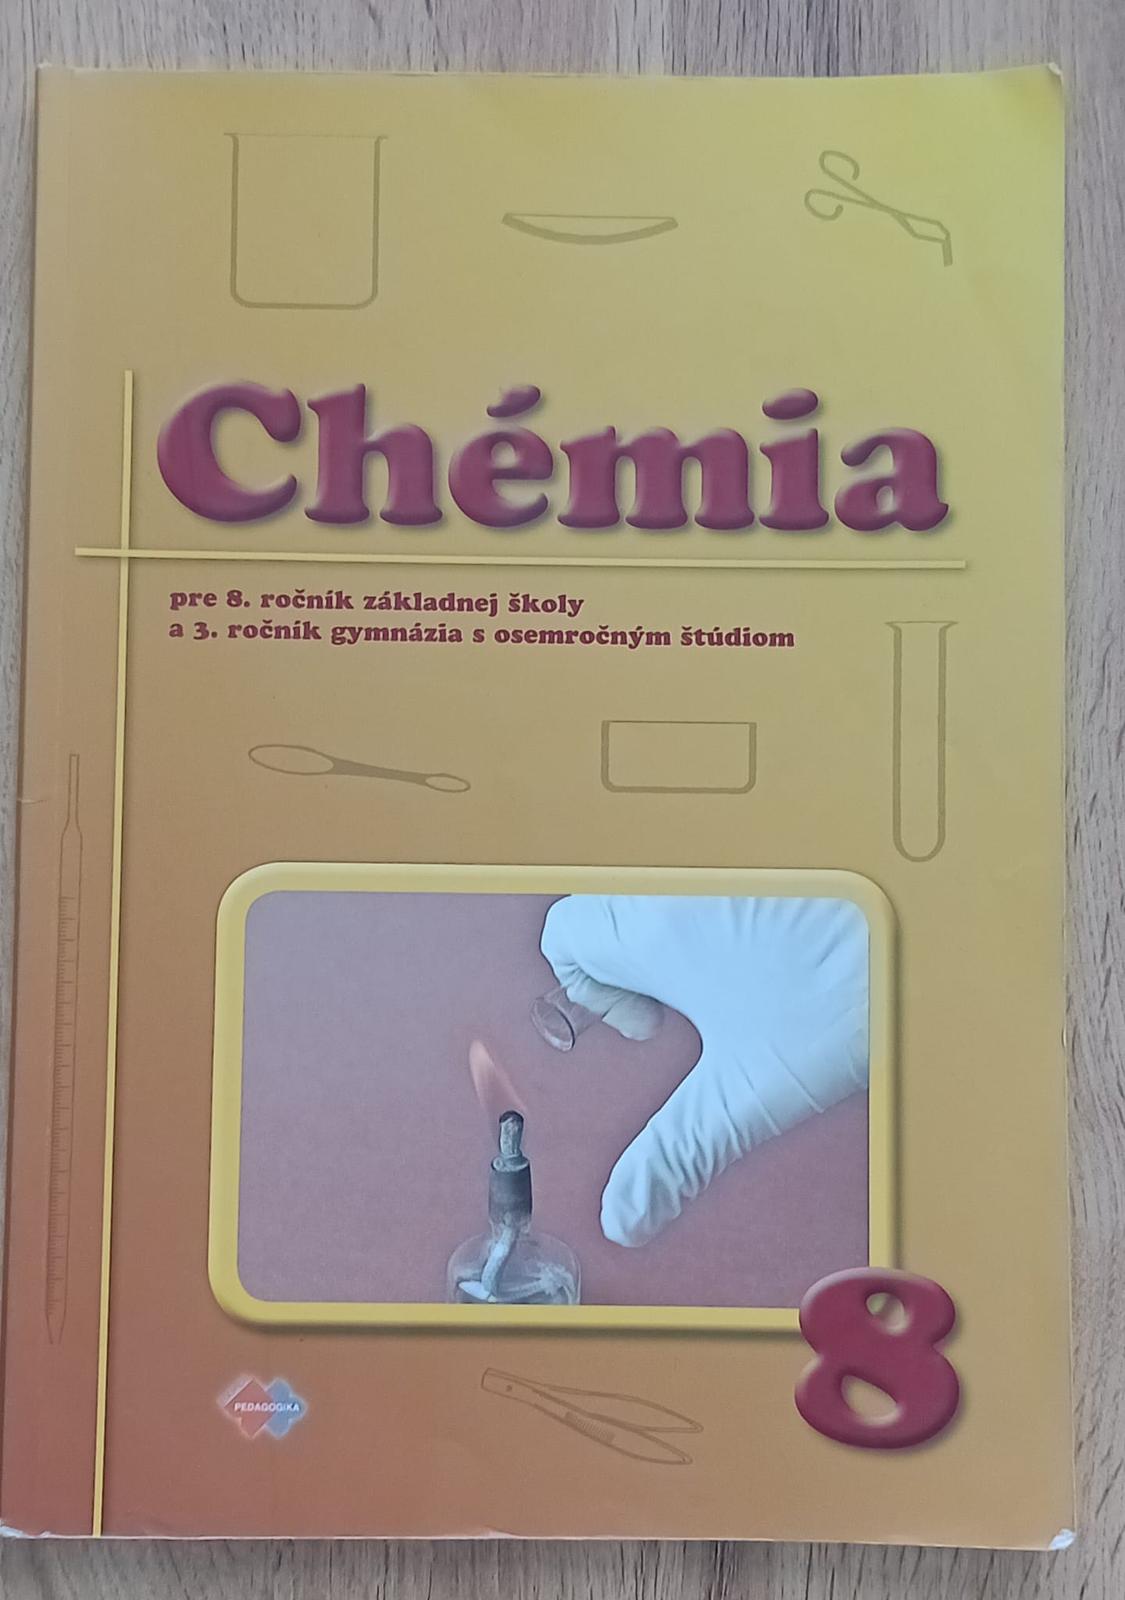 Chémia
pre 8. ročník základnej školy
a 3. ročník gymnázia s osemročným štúdiom
8
PEDAGOGIKA